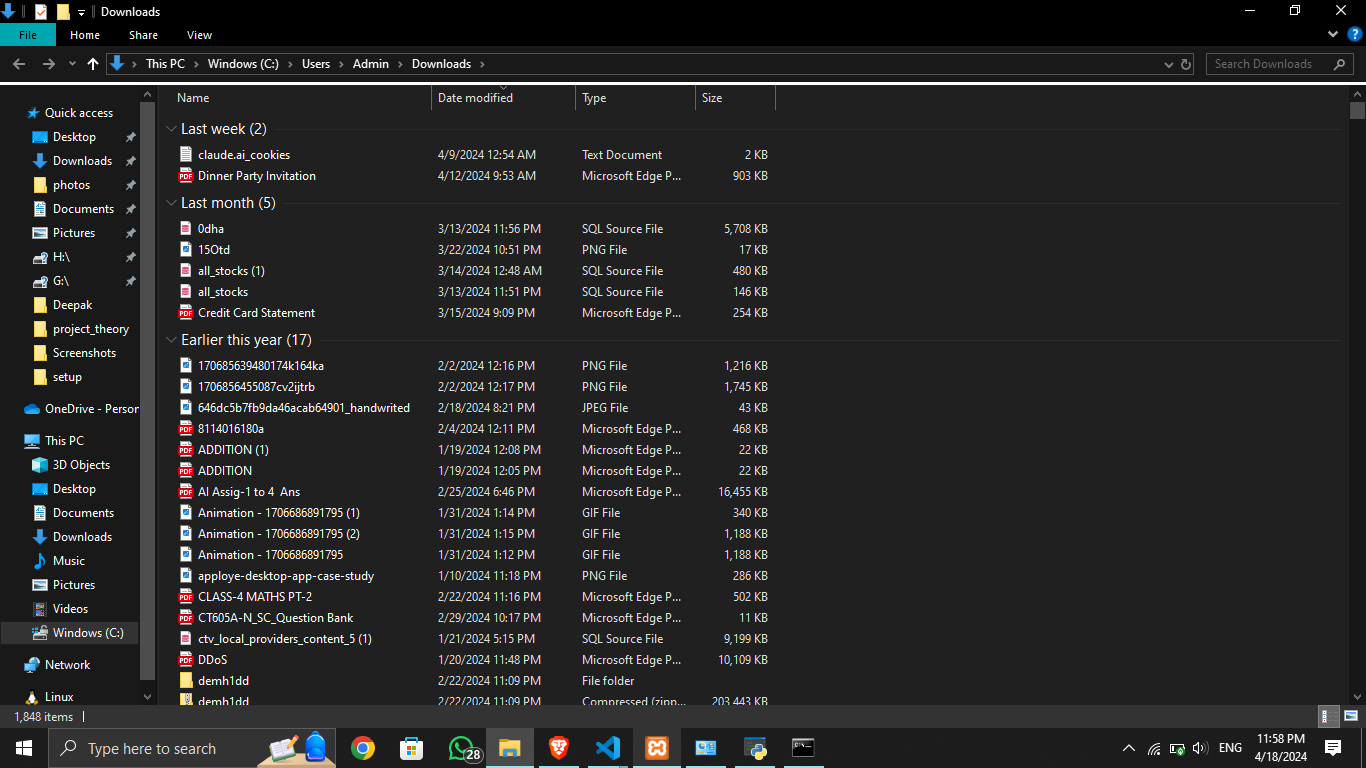 Downloads
File Home Share View
This PC Windows (C:) Users Admin Downloads Search Downloads
Name Date modified Type Size
Quick access
Desktop
Downloads
photos
Documents
Pictures
H:\
G:\
Deepak
project_theory
Screenshots
setup
OneDrive - Person
This PC
3D Objects
Desktop
Documents
Downloads
Music
Pictures
Videos
Windows (C:)
Network
Linux
Last week (2)
claude.ai_cookies 4/9/2024 12:54 AM Text Document 2 KB
Dinner Party Invitation 4/12/2024 9:53 AM Microsoft Edge P... 903 KB
Last month (5)
0dha 3/13/2024 11:56 PM SQL Source File 5,708 KB
15Otd 3/22/2024 10:51 PM PNG File 17 KB
all_stocks (1) 3/14/2024 12:48 AM SQL Source File 480 KB
all_stocks 3/13/2024 11:51 PM SQL Source File 146 KB
Credit Card Statement 3/15/2024 9:09 PM Microsoft Edge P... 254 KB
Earlier this year (17)
170685639480174k164ka 2/2/2024 12:16 PM PNG File 1,216 KB
1706856455087cv2ijtrb 2/2/2024 12:17 PM PNG File 1,745 KB
646dc5b7fb9da46acab64901_handwrited 2/18/2024 8:21 PM JPEG File 43 KB
8114016180a 2/4/2024 12:11 PM Microsoft Edge P... 468 KB
ADDITION (1) 1/19/2024 12:08 PM Microsoft Edge P... 22 KB
ADDITION 1/19/2024 12:05 PM Microsoft Edge P... 22 KB
AI Assig-1 to 4  Ans 2/25/2024 6:46 PM Microsoft Edge P... 16,455 KB
Animation - 1706686891795 (1) 1/31/2024 1:14 PM GIF File 340 KB
Animation - 1706686891795 (2) 1/31/2024 1:15 PM GIF File 1,188 KB
Animation - 1706686891795 1/31/2024 1:12 PM GIF File 1,188 KB
apploye-desktop-app-case-study 1/10/2024 11:18 PM PNG File 286 KB
CLASS-4 MATHS PT-2 2/22/2024 11:16 PM Microsoft Edge P... 502 KB
CT605A-N_SC_Question Bank 2/29/2024 10:17 PM Microsoft Edge P... 11 KB
ctv_local_providers_content_5 (1) 1/21/2024 5:15 PM SQL Source File 9,199 KB
DDoS 1/20/2024 11:48 PM Microsoft Edge P... 10,109 KB
demh1dd 2/22/2024 11:09 PM File folder
demh1dd 2/22/2024 11:09 PM Compressed (zipp... 203,443 KB
1,848 items
Type here to search 28 ENG 11:58 PM
4/18/2024